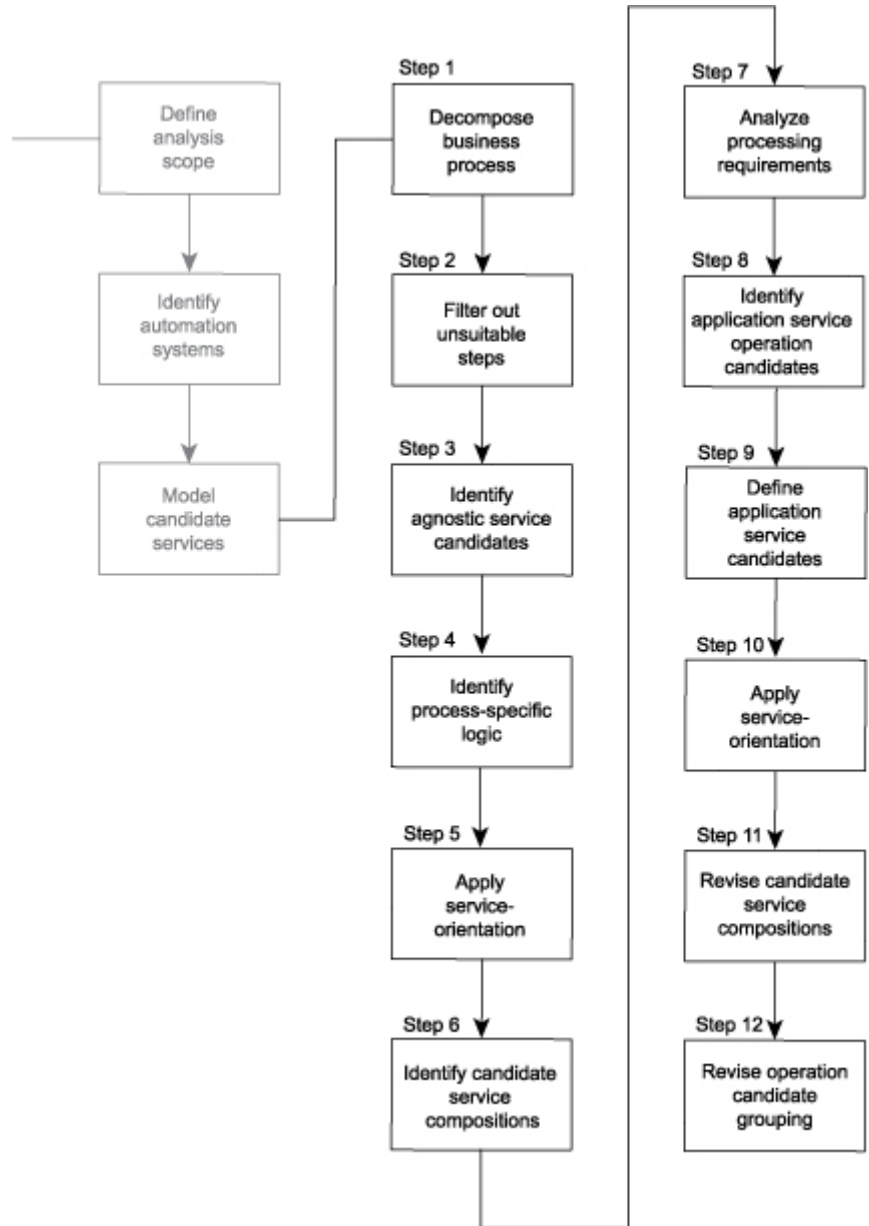 Define
analysis
scope
Identify
automation
systems
Model
candidate
services
Step 1
Decompose
business
process
Step 2
Filter out
unsuitable
steps
Step 3
Identify
agnostic service
candidates
Step 4
Identify
process-specific
logic
Step 5
Apply
service-
orientation
Step 6
Identify candidate
service
compositions
Step 7
Analyze
processing
requirements
Step 8
Identify
application service
operation
candidates
Step 9
Define
application
service
candidates
Step 10
Apply
service-
orientation
Step 11
Revise candidate
service
compositions
Step 12
Revise operation
candidate
grouping